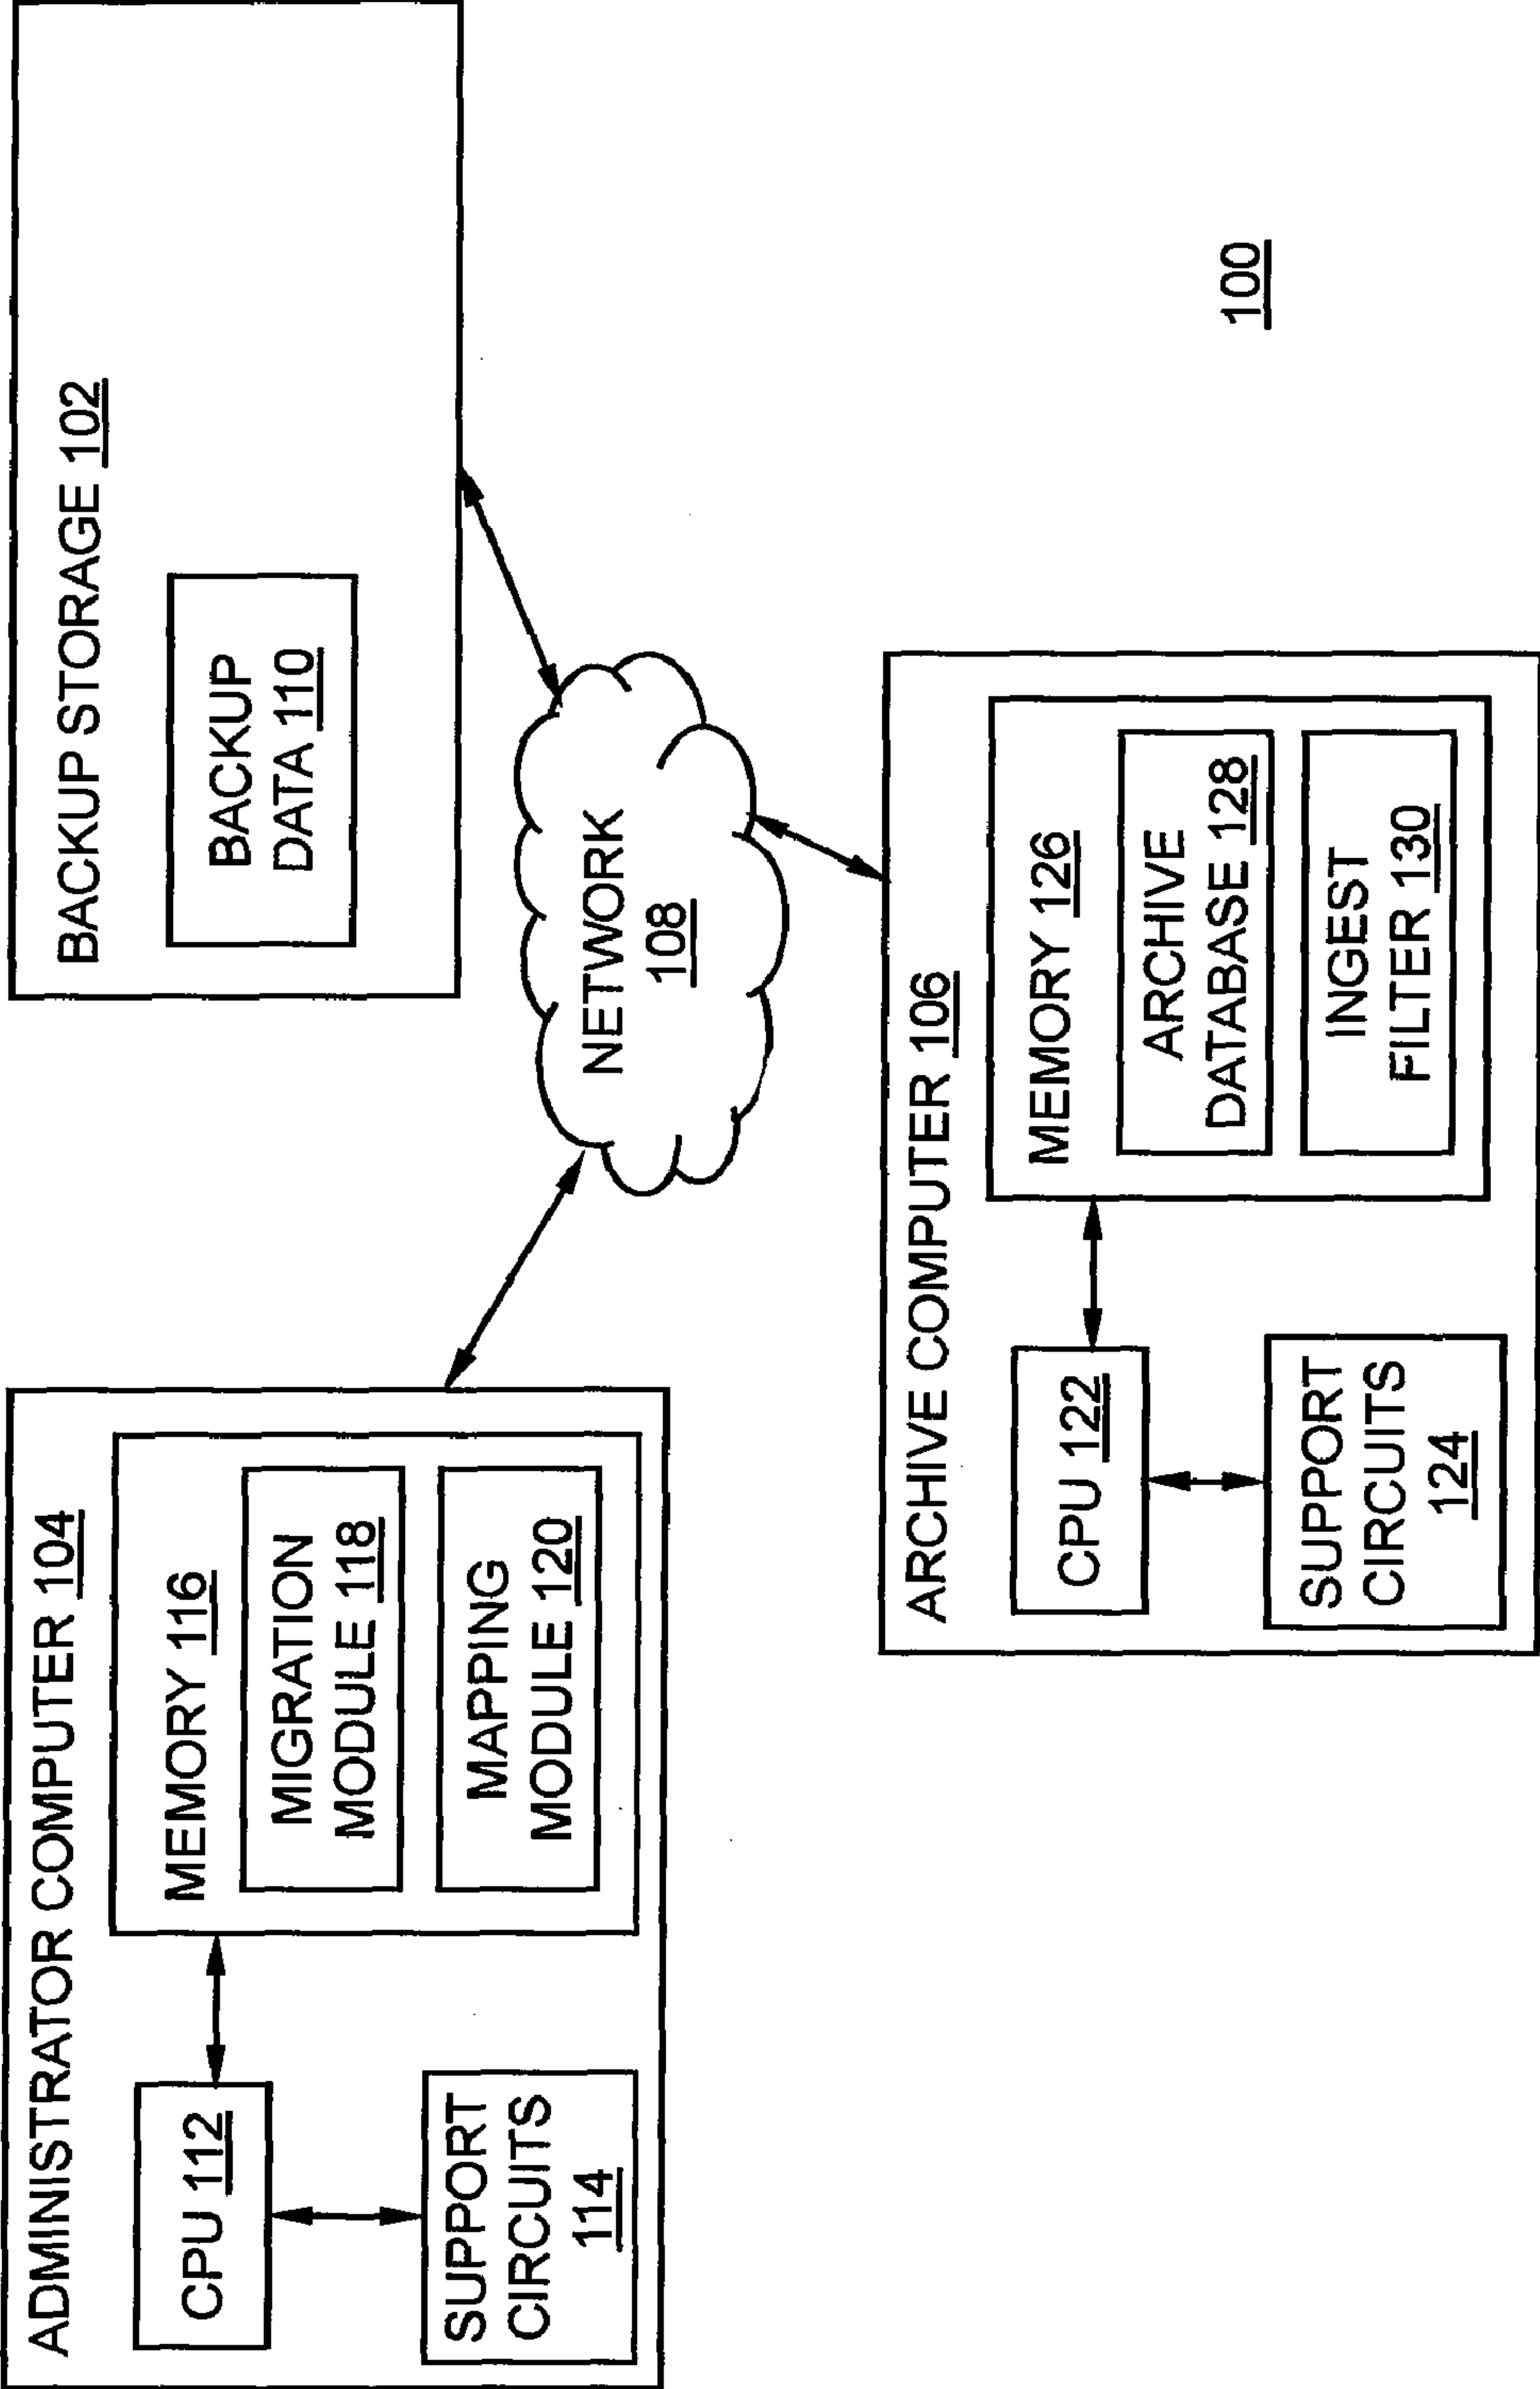 ADMINISTRATOR COMPUTER 104
CPU 112
SUPPORT
CIRCUITS
114
MEMORY 116
MIGRATION
MODULE 118
MAPPING
MODULE 120
BACKUP STORAGE 102
BACKUP
DATA 110
NETWORK
108
ARCHIVE COMPUTER 106
CPU 122
SUPPORT
CIRCUITS
124
MEMORY 126
ARCHIVE
DATABASE 128
INGEST
FILTER 130
100